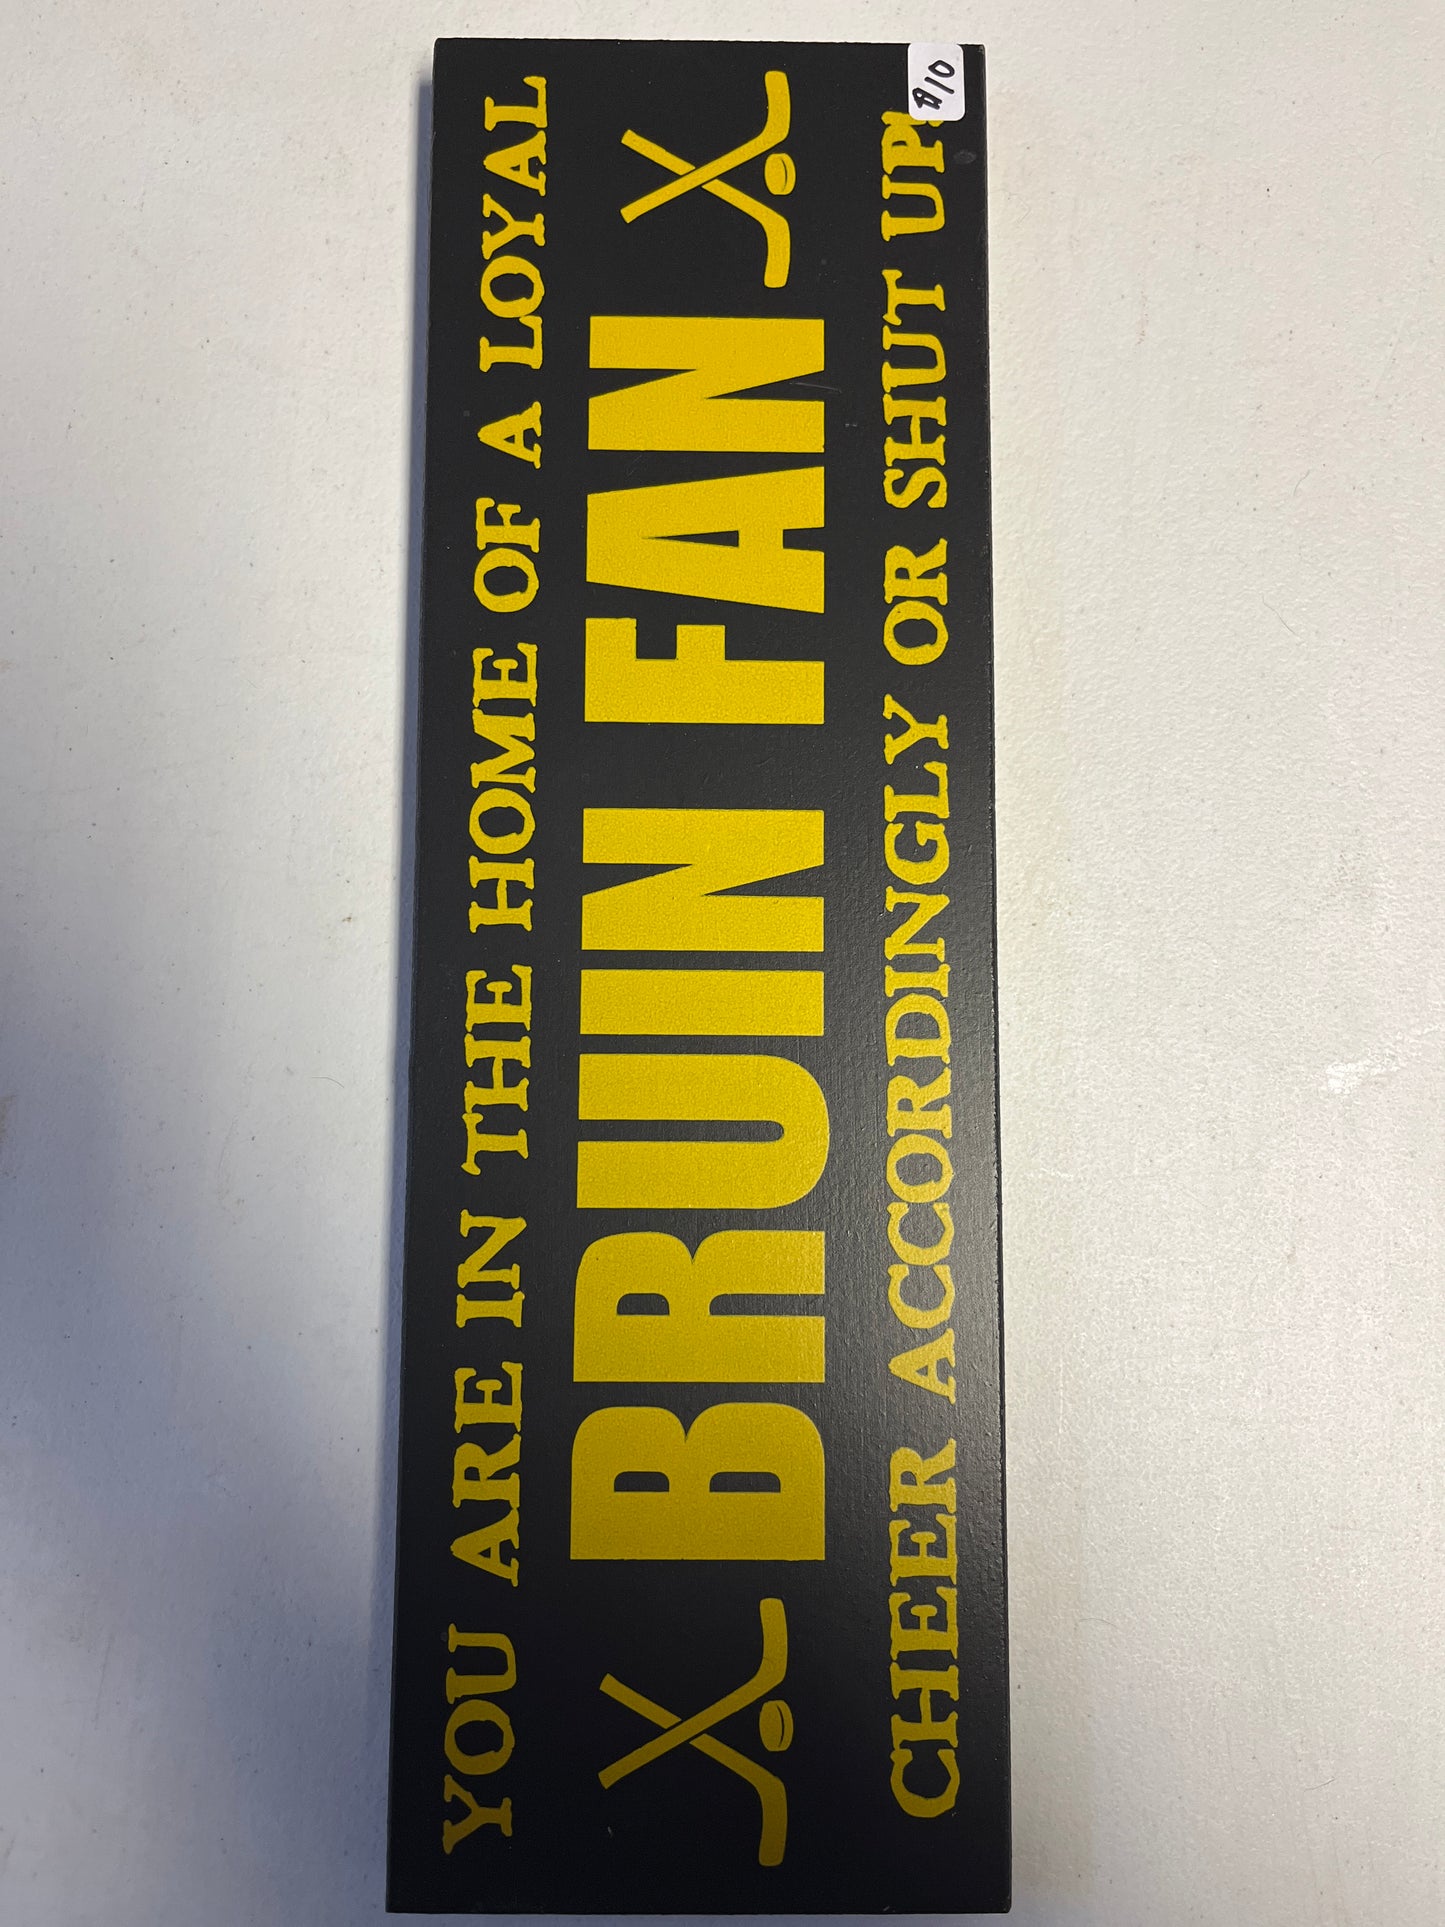 YOU ARE IN THE HOME OF A LOYAL
BRUIN FAN
CHEER ACCORDINGLY OR SHUT UP!
$10